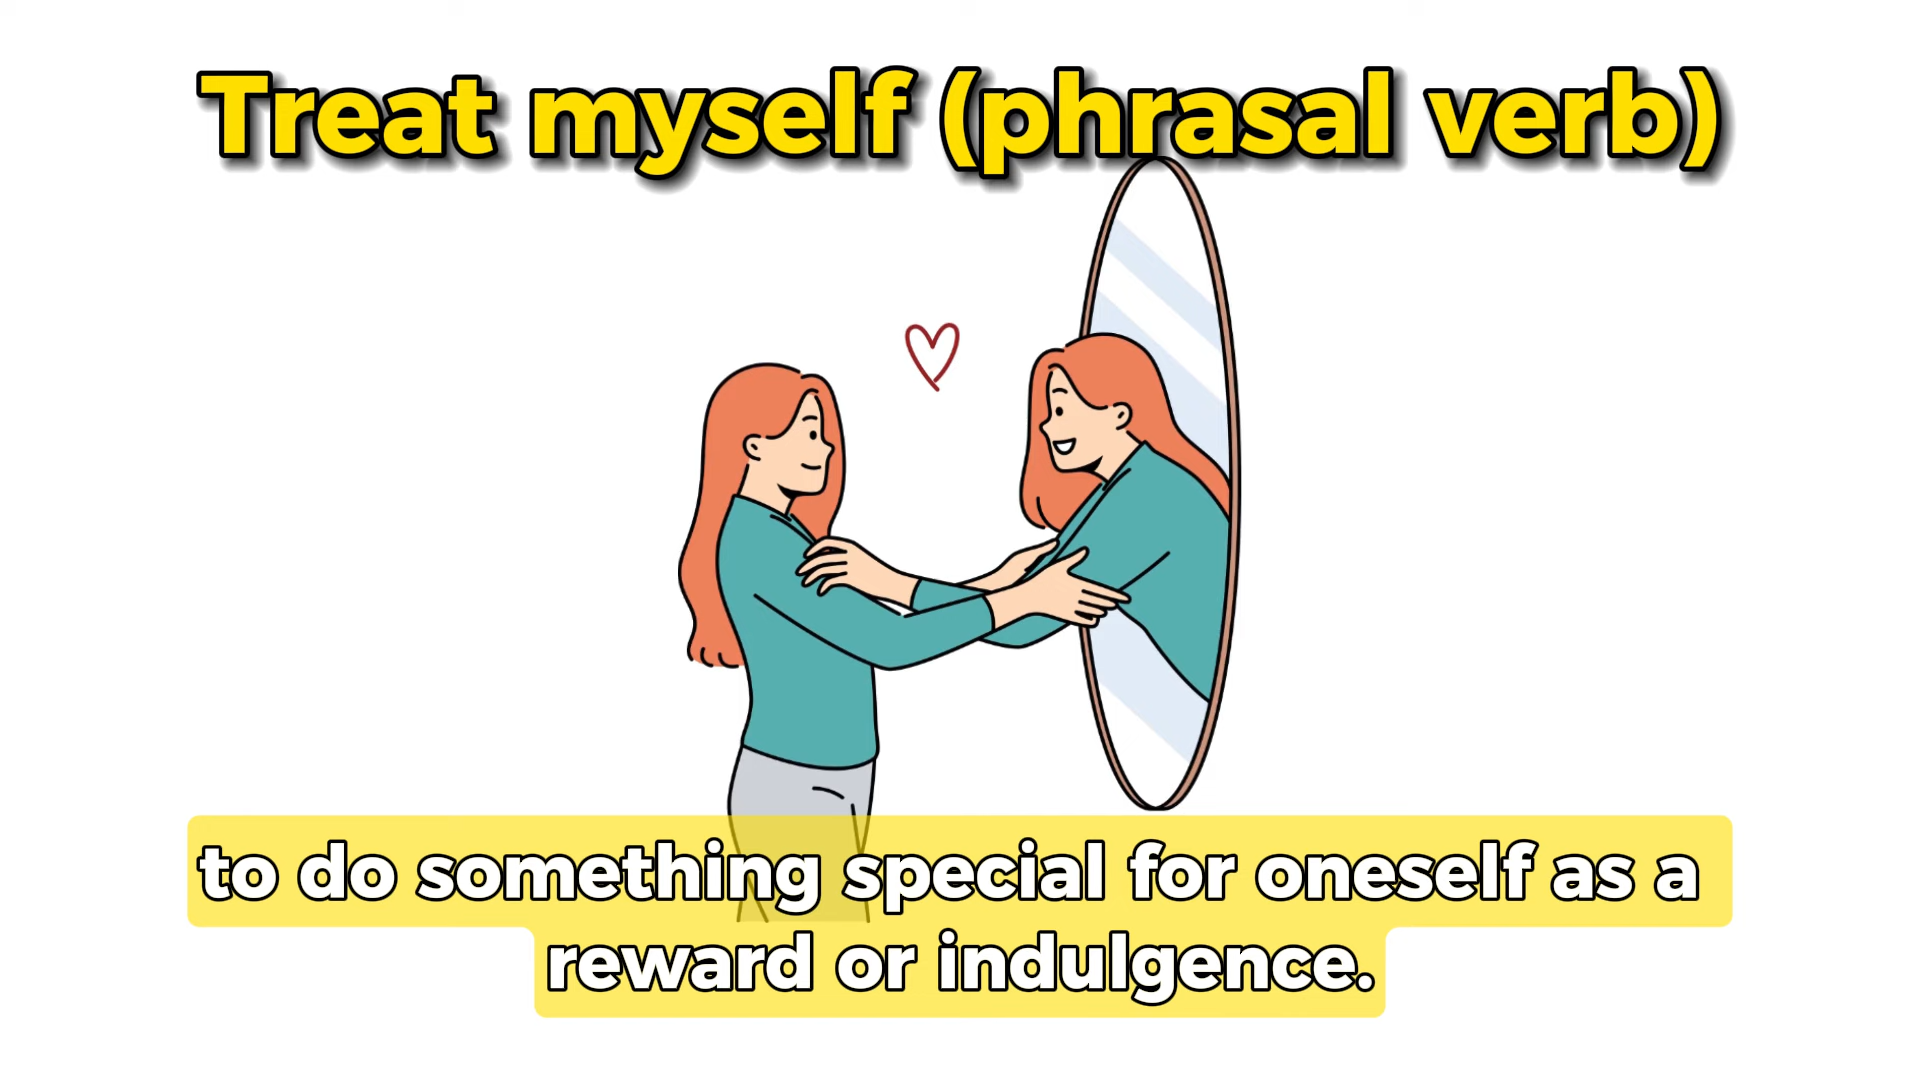 Treat myself (phrasal verb)
to do something special for oneself as a
reward or indulgence.